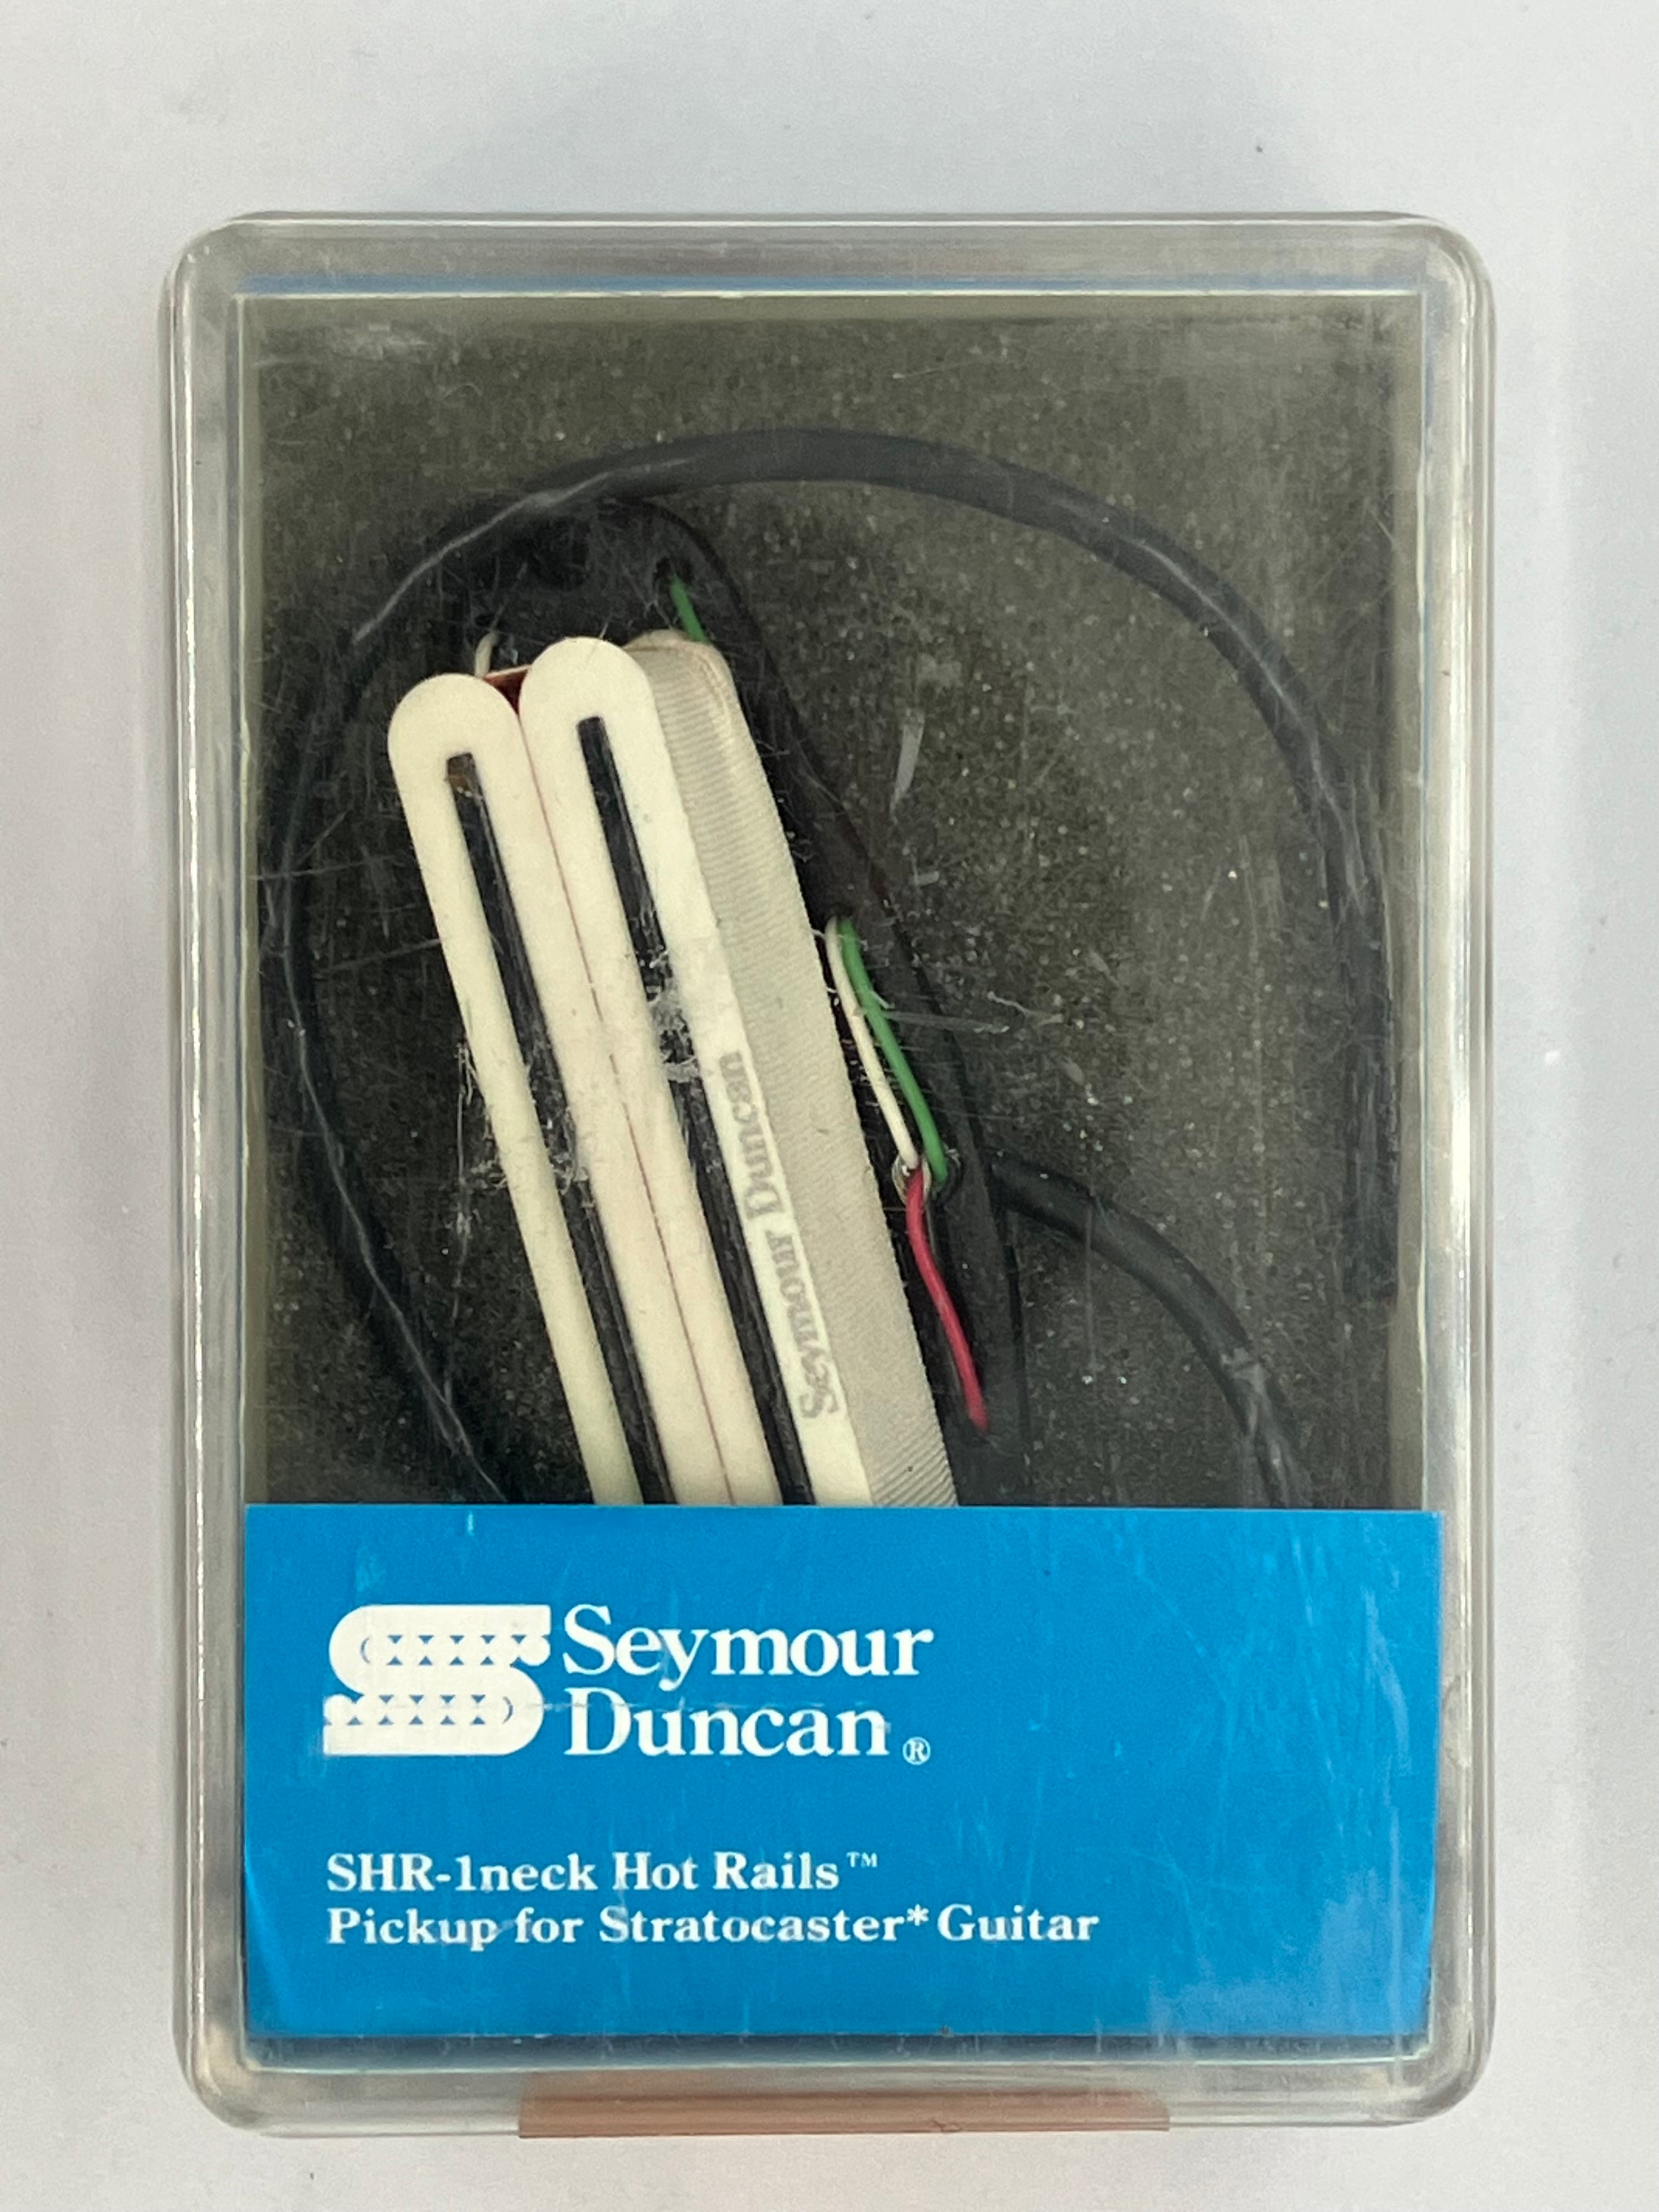 Seymour Duncan
Seymour
Duncan®
SHR-1neck Hot Rails™
Pickup for Stratocaster* Guitar